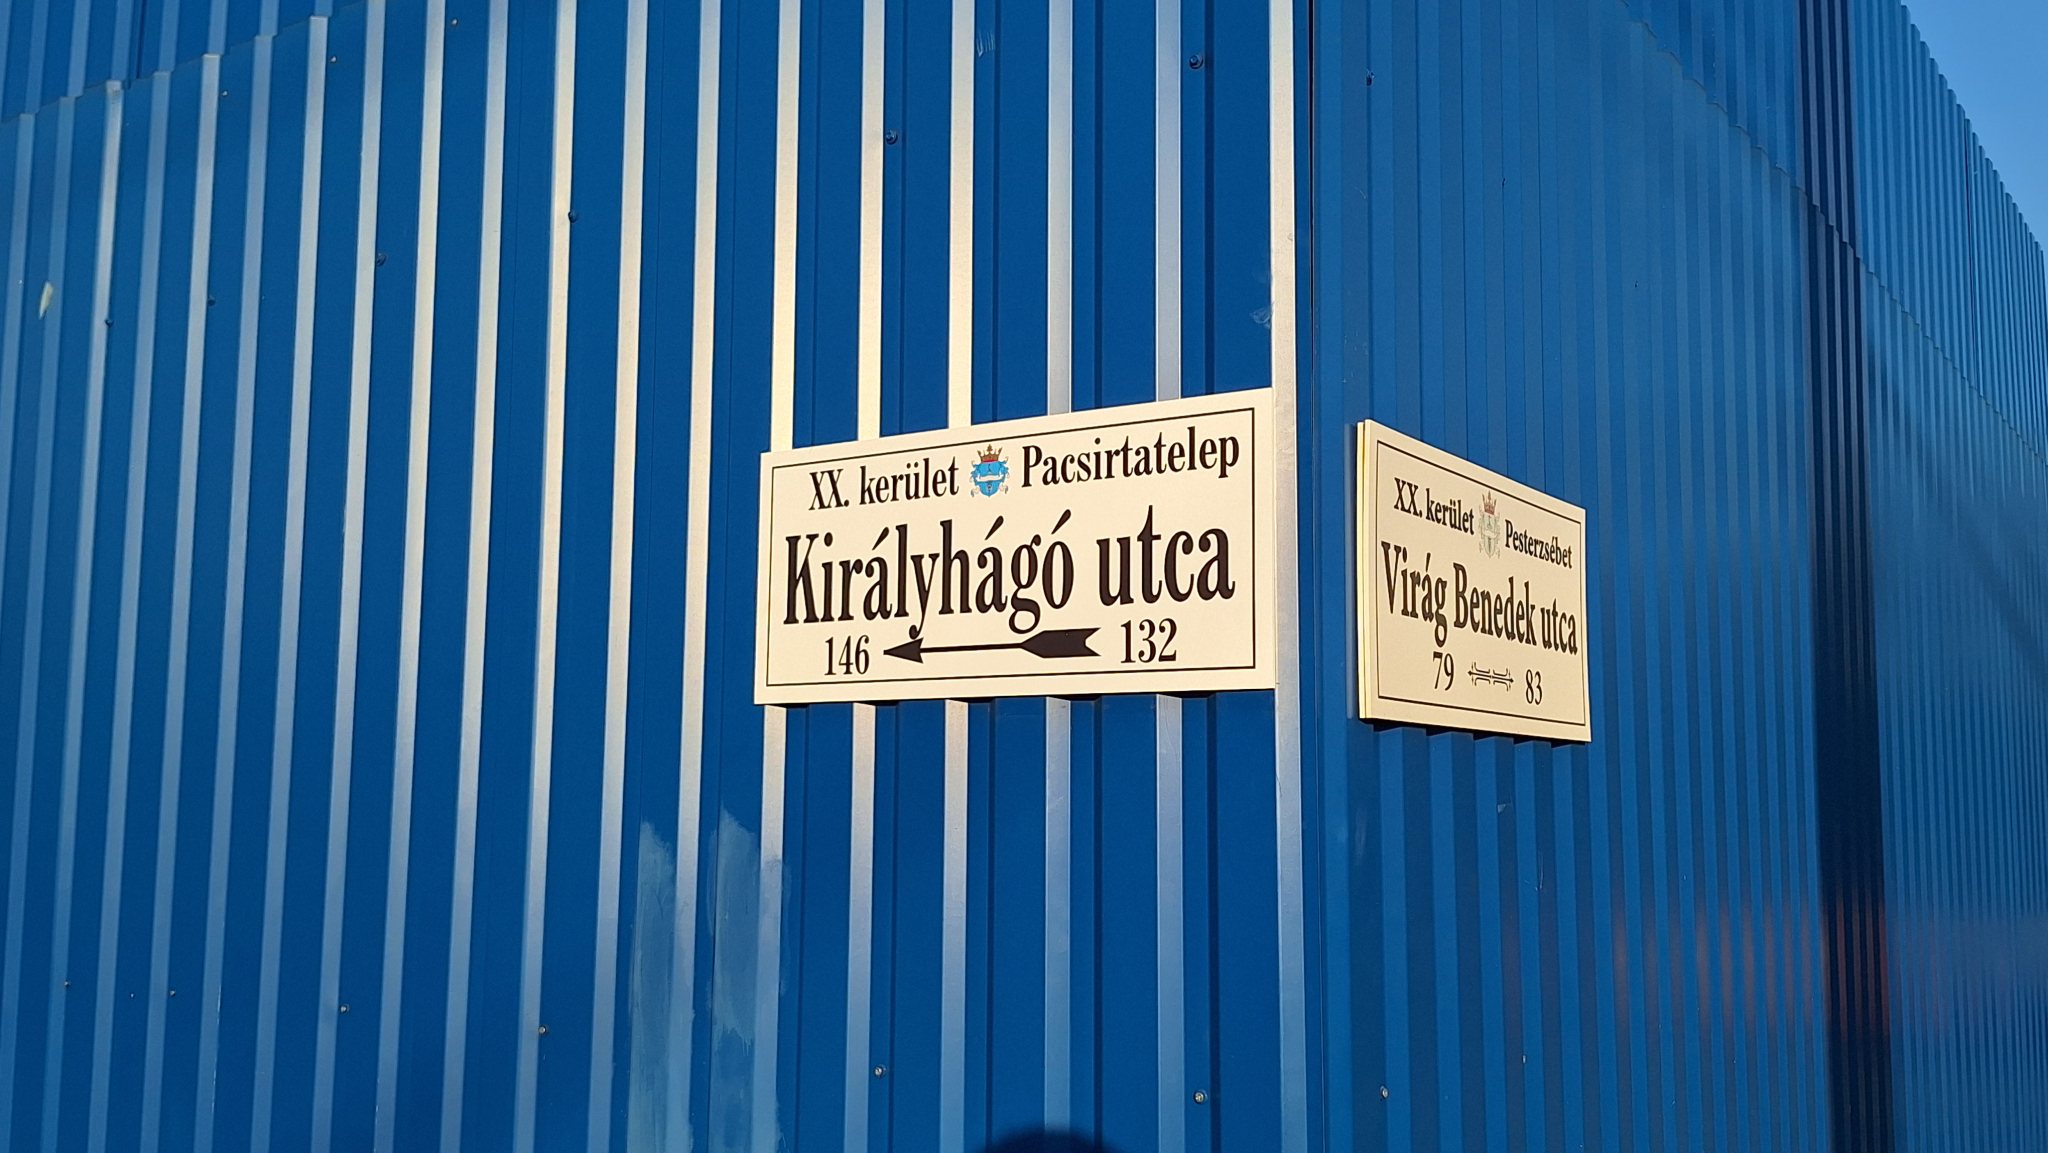 XX. kerület Pacsirtatelep
Királyhágó utca
146 132
XX. kerület Pesterzsébet
Virág Benedek utca
79 83